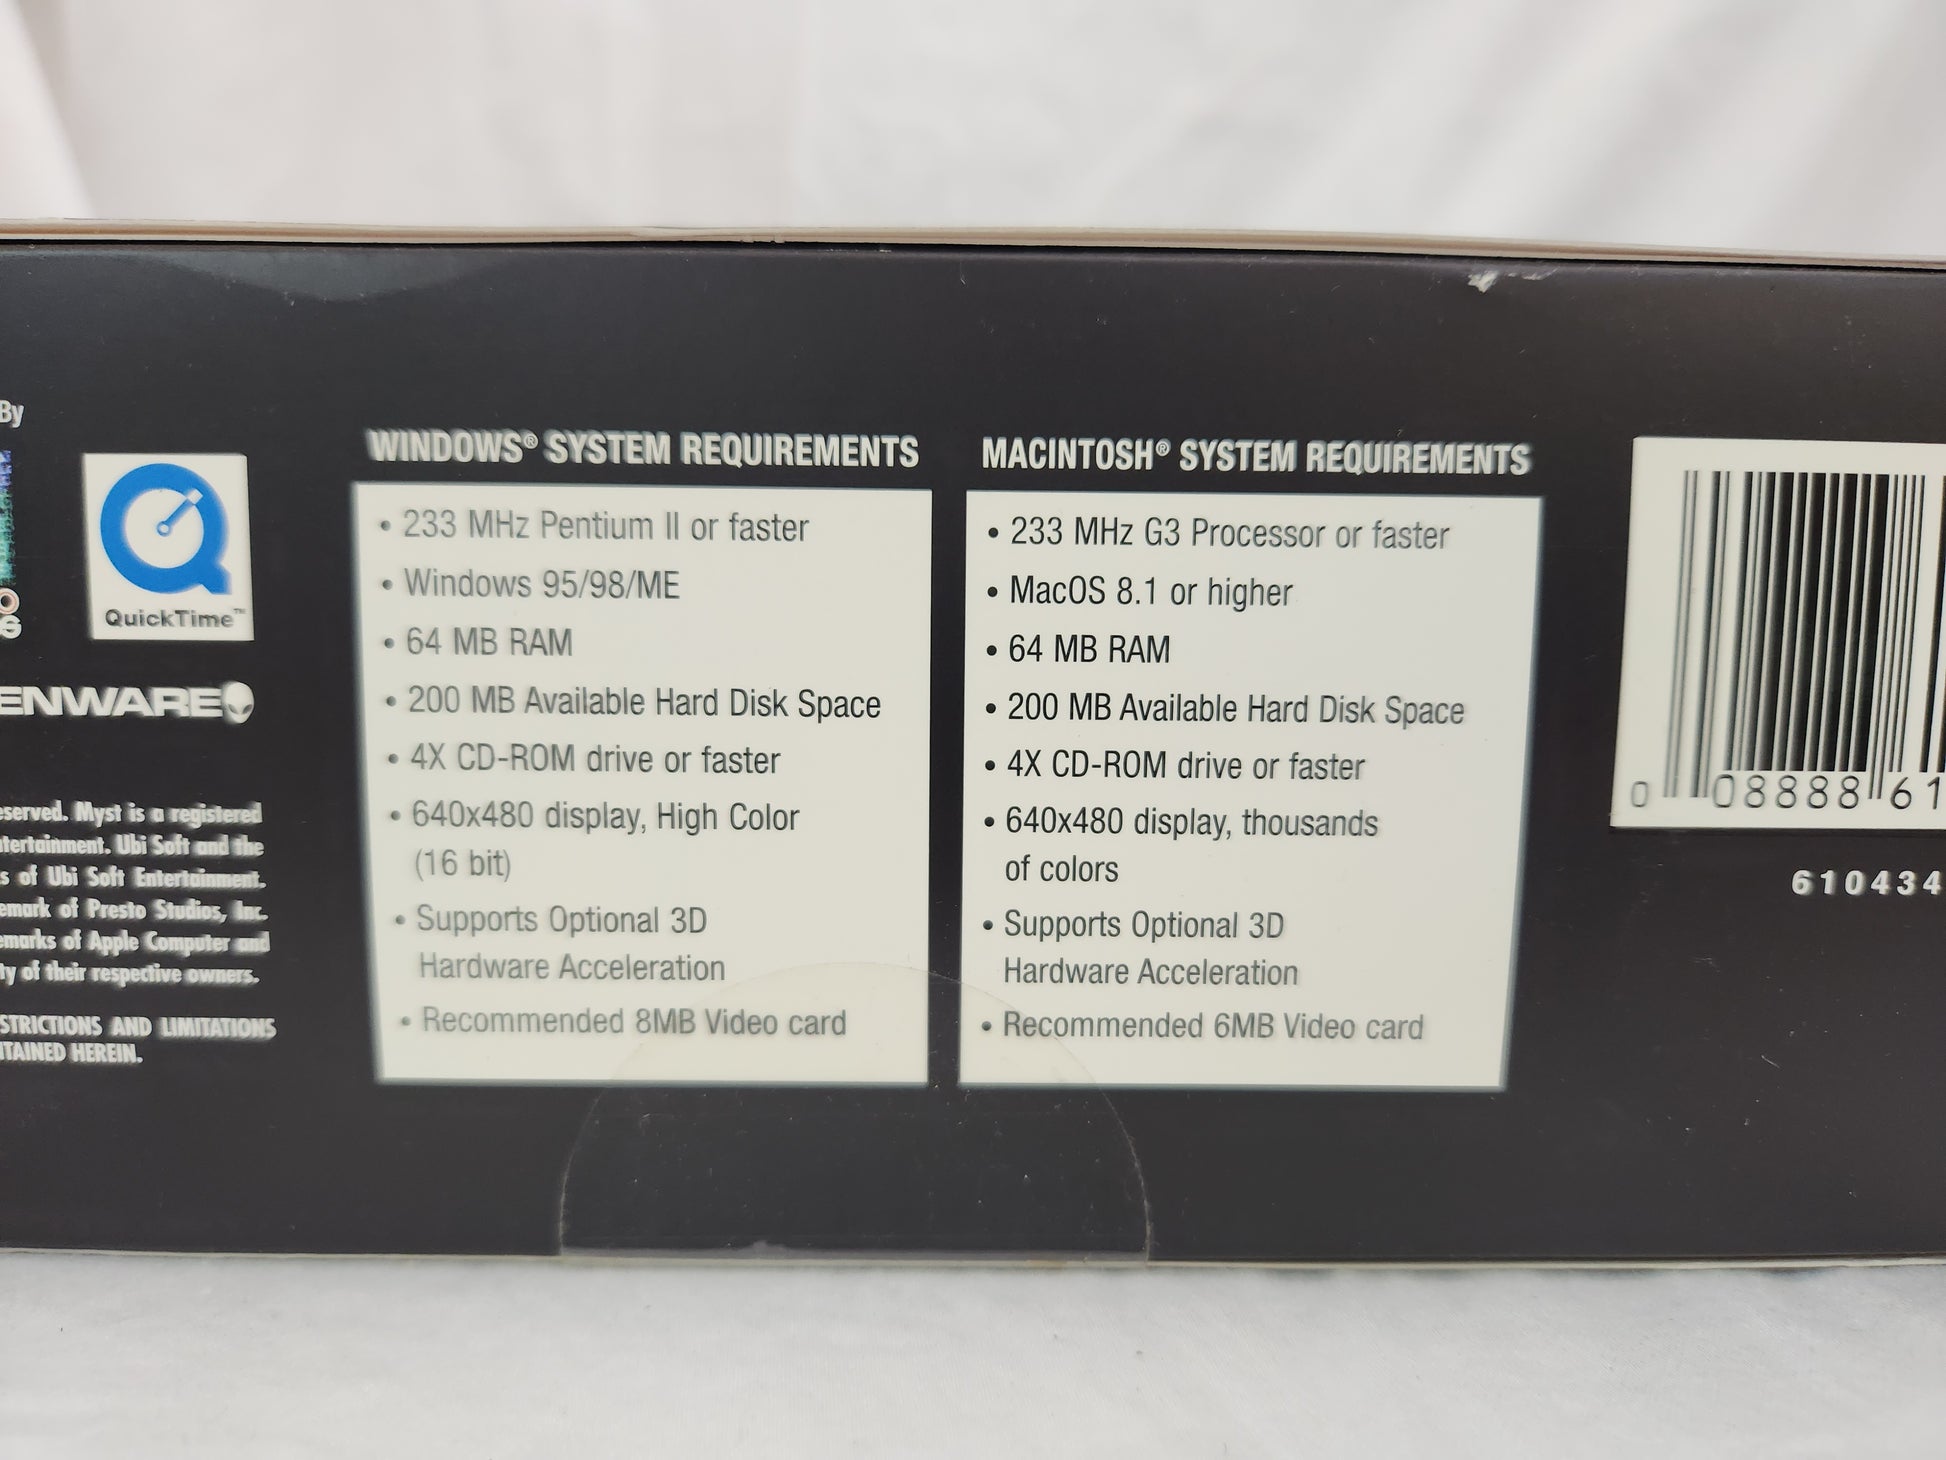 By
QuickTime™
ENWARE
eserved. Myst is a registered
ntertainment. Ubi Soft and the
s of Ubi Soft Entertainment.
emark of Presto Studios, Inc.
emarks of Apple Computer and
ty of their respective owners.
STRICTIONS AND LIMITATIONS
NTAINED HEREIN.
WINDOWS® SYSTEM REQUIREMENTS
• 233 MHz Pentium II or faster
• Windows 95/98/ME
• 64 MB RAM
• 200 MB Available Hard Disk Space
• 4X CD-ROM drive or faster
• 640x480 display, High Color
(16 bit)
• Supports Optional 3D
Hardware Acceleration
• Recommended 8MB Video card
MACINTOSH® SYSTEM REQUIREMENTS
• 233 MHz G3 Processor or faster
• MacOS 8.1 or higher
• 64 MB RAM
• 200 MB Available Hard Disk Space
• 4X CD-ROM drive or faster
• 640x480 display, thousands
of colors
• Supports Optional 3D
Hardware Acceleration
• Recommended 6MB Video card
0 08888 61
610434